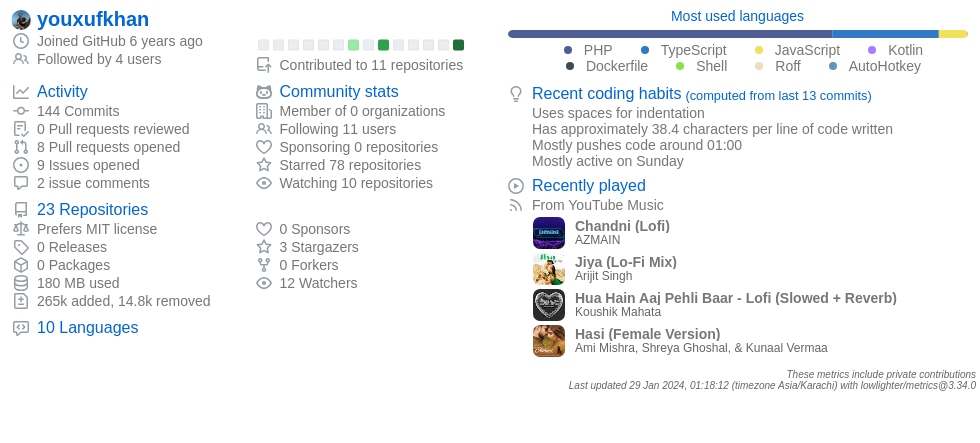 youxufkhan
Joined GitHub 6 years ago
Followed by 4 users
Contributed to 11 repositories
Activity
144 Commits
0 Pull requests reviewed
8 Pull requests opened
9 Issues opened
2 issue comments
Community stats
Member of 0 organizations
Following 11 users
Sponsoring 0 repositories
Starred 78 repositories
Watching 10 repositories
23 Repositories
Prefers MIT license
0 Releases
0 Packages
180 MB used
265k added, 14.8k removed
0 Sponsors
3 Stargazers
0 Forkers
12 Watchers
10 Languages
Most used languages
PHP TypeScript JavaScript Kotlin
Dockerfile Shell Roff AutoHotkey
Recent coding habits (computed from last 13 commits)
Uses spaces for indentation
Has approximately 38.4 characters per line of code written
Mostly pushes code around 01:00
Mostly active on Sunday
Recently played
From YouTube Music
Chandni (Lofi)
AZMAIN
Jiya (Lo-Fi Mix)
Arijit Singh
Hua Hain Aaj Pehli Baar - Lofi (Slowed + Reverb)
Koushik Mahata
Hasi (Female Version)
Ami Mishra, Shreya Ghoshal, & Kunaal Vermaa
These metrics include private contributions
Last updated 29 Jan 2024, 01:18:12 (timezone Asia/Karachi) with lowlighter/metrics@3.34.0